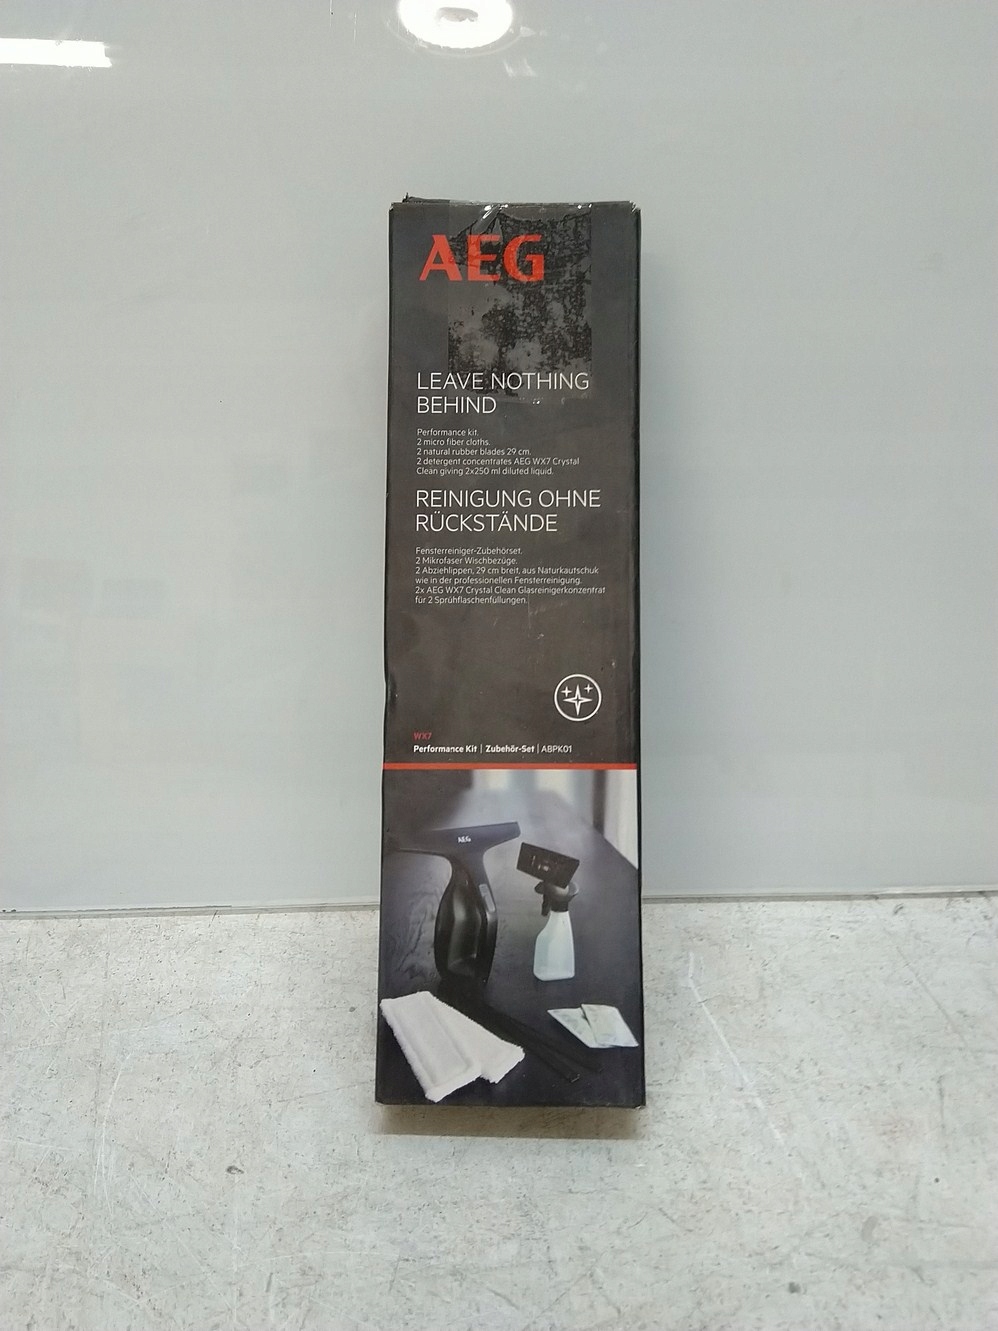 AEG
LEAVE NOTHING
BEHIND
Performance kit.
2 micro fiber cloths.
2 natural rubber blades 29 cm.
2 detergent concentrates AEG WX7 Crystal
Clean giving 2x250 ml diluted liquid.
REINIGUNG OHNE
RÜCKSTÄNDE
Fensterreiniger-Zubehörset.
2 Mikrofaser Wischbezüge.
2 Abziehlippen, 29 cm breit, aus Naturkautschuk
wie in der professionellen Fensterreinigung.
2x AEG WX7 Crystal Clean Glasreinigerkonzentrat
für 2 Sprühflaschenfüllungen.
WX7
Performance Kit | Zubehör-Set | ABPK01
AEG